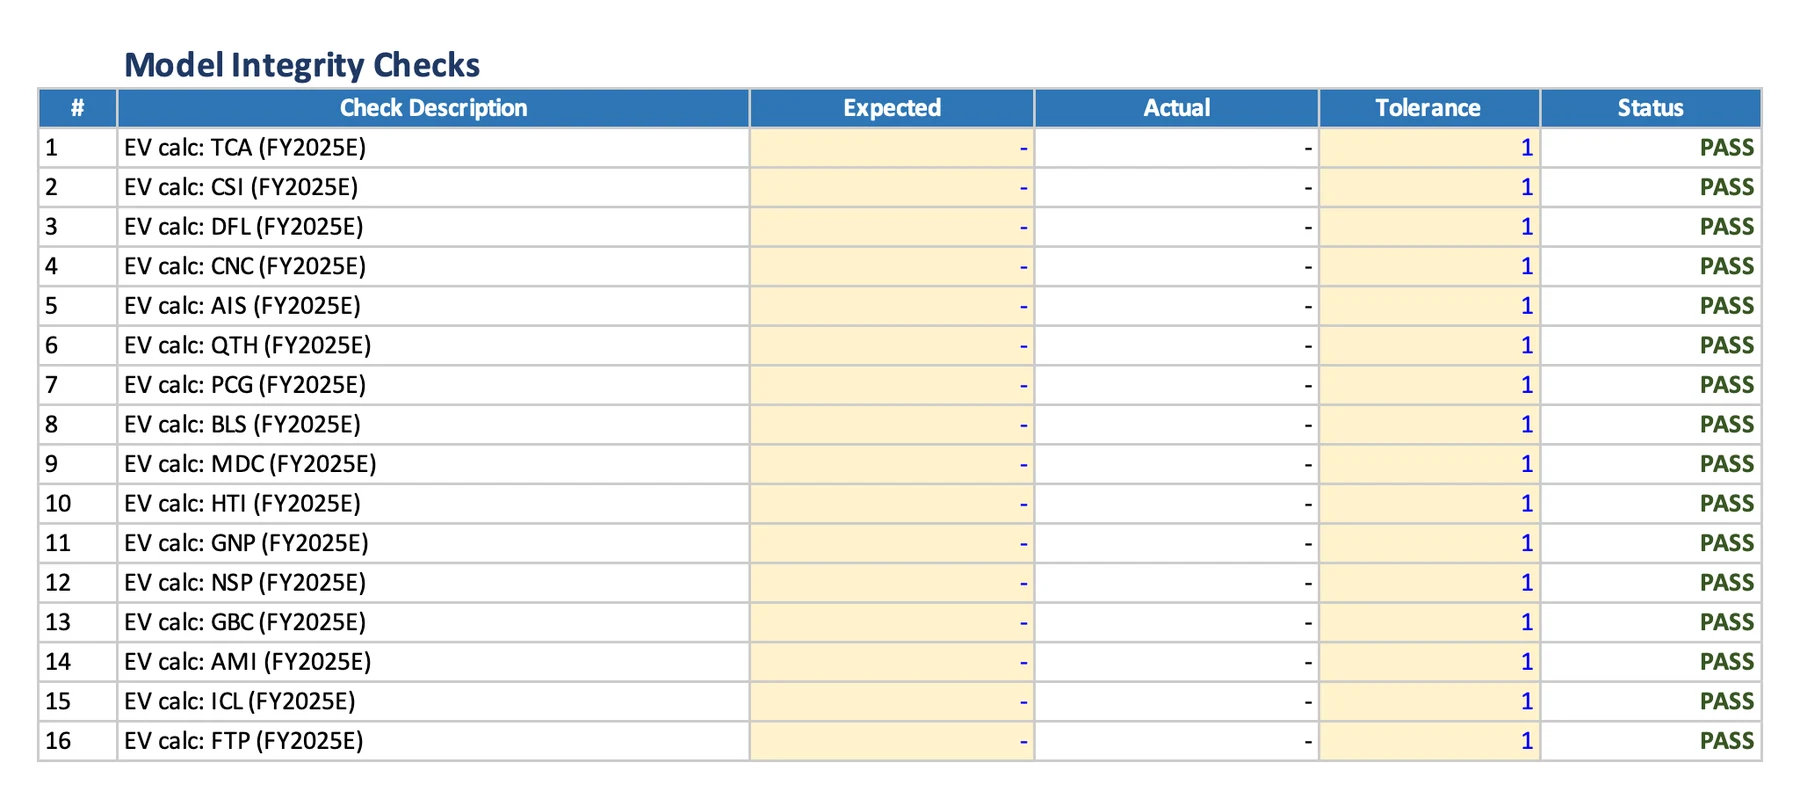 Model Integrity Checks
# Check Description Expected Actual Tolerance Status
1 EV calc: TCA (FY2025E) - - 1 PASS
2 EV calc: CSI (FY2025E) - - 1 PASS
3 EV calc: DFL (FY2025E) - - 1 PASS
4 EV calc: CNC (FY2025E) - - 1 PASS
5 EV calc: AIS (FY2025E) - - 1 PASS
6 EV calc: QTH (FY2025E) - - 1 PASS
7 EV calc: PCG (FY2025E) - - 1 PASS
8 EV calc: BLS (FY2025E) - - 1 PASS
9 EV calc: MDC (FY2025E) - - 1 PASS
10 EV calc: HTI (FY2025E) - - 1 PASS
11 EV calc: GNP (FY2025E) - - 1 PASS
12 EV calc: NSP (FY2025E) - - 1 PASS
13 EV calc: GBC (FY2025E) - - 1 PASS
14 EV calc: AMI (FY2025E) - - 1 PASS
15 EV calc: ICL (FY2025E) - - 1 PASS
16 EV calc: FTP (FY2025E) - - 1 PASS